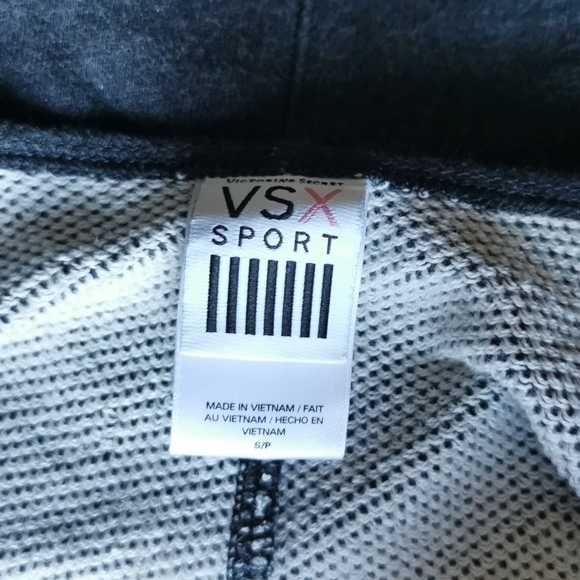 VICTORIA'S SECRET
VSX
SPORT
MADE IN VIETNAM / FAIT
AU VIETNAM / HECHO EN
VIETNAM
S/P